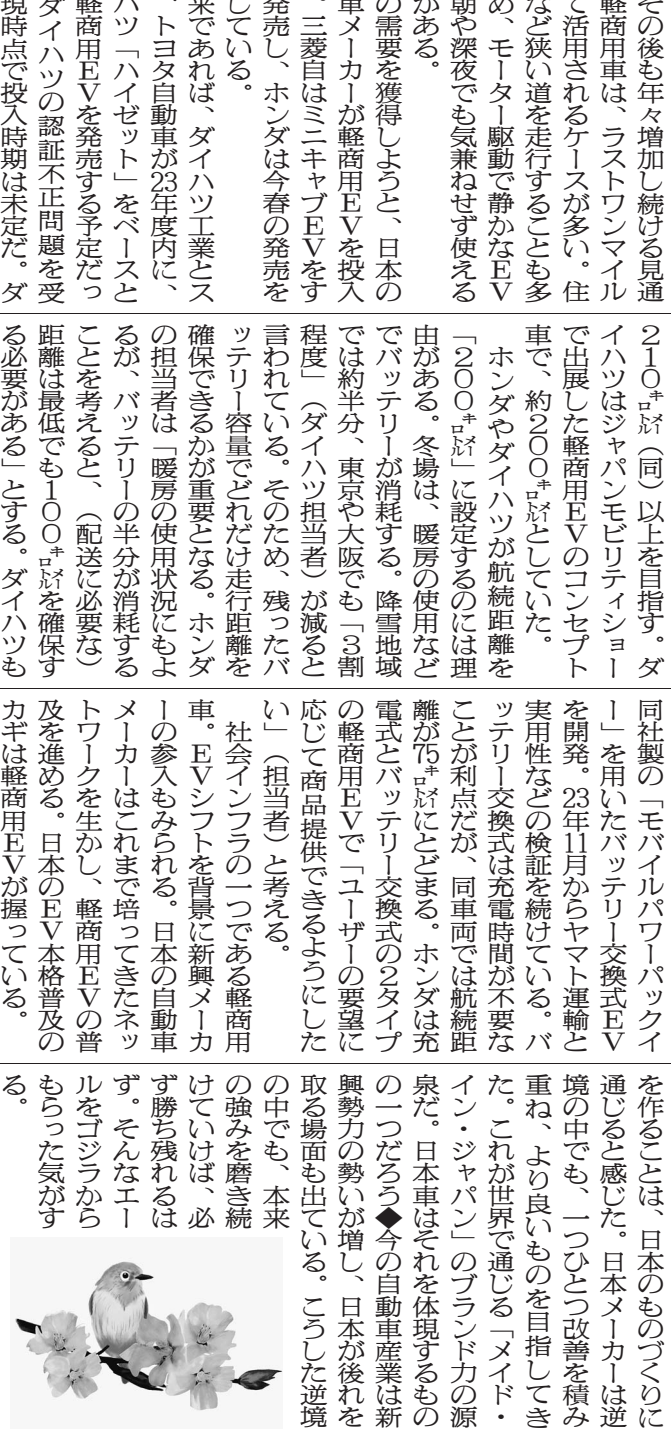 その後も年々増加し続ける見通
軽商用車は、ラストワンマイル
て活用されるケースが多い。住
など狭い道を走行することも多
め、モーター駆動で静かなEV
朝や深夜でも気兼ねせず使える
がある。
の需要を獲得しようと、日本の
車メーカーが軽商用EVを投入
。三菱自はミニキャブEVをす
発売し、ホンダは今春の発売を
している。
来であれば、ダイハツ工業とス
、トヨタ自動車が23年度内に、
ハツ「ハイゼット」をベースと
軽商用EVを発売する予定だっ
ダイハツの認証不正問題を受
現時点で投入時期は未定だ。ダ
210㌔㍍(同)以上を目指す。ダ
イハツはジャパンモビリティショー
で出展した軽商用EVのコンセプト
車で、約200㌔㍍としていた。
ホンダやダイハツが航続距離を
「200㌔㍍」に設定するのには理
由がある。冬場は、暖房の使用など
でバッテリーが消耗する。降雪地域
では約半分、東京や大阪でも「3割
程度」(ダイハツ担当者)が減ると
言われている。そのため、残ったバ
ッテリー容量でどれだけ走行距離を
確保できるかが重要となる。ホンダ
の担当者は「暖房の使用状況にもよ
るが、バッテリーの半分が消耗する
ことを考えると、(配送に必要な)
距離は最低でも100㌔㍍を確保す
る必要がある」とする。ダイハツも
同社製の「モバイルパワーパックイ
ー」を用いたバッテリー交換式EV
を開発。23年11月からヤマト運輸と
実用性などの検証を続けている。バ
ッテリー交換式は充電時間が不要な
ことが利点だが、同車両では航続距
離が75㌔㍍にとどまる。ホンダは充
電式とバッテリー交換式の2タイプ
の軽商用EVで「ユーザーの要望に
応じて商品提供できるようにした
い」(担当者)と考える。
社会インフラの一つである軽商用
車。EVシフトを背景に新興メーカ
ーの参入もみられる。日本の自動車
メーカーはこれまで培ってきたネッ
トワークを生かし、軽商用EVの普
及を進める。日本のEV本格普及の
カギは軽商用EVが握っている。
を作ることは、日本のものづくりに
通じると感じた。日本メーカーは逆
境の中でも、一つひとつ改善を積み
重ね、より良いものを目指してき
た。これが世界で通じる「メイド・
イン・ジャパン」のブランド力の源
泉だ。日本車はそれを体現するもの
の一つだろう◆今の自動車産業は新
興勢力の勢いが増し、日本が後れを
取る場面も出ている。こうした逆境
の中でも、本来
の強みを磨き続
けていけば、必
ず勝ち残れるは
ず。そんなエー
ルをゴジラから
もらった気がす
る。